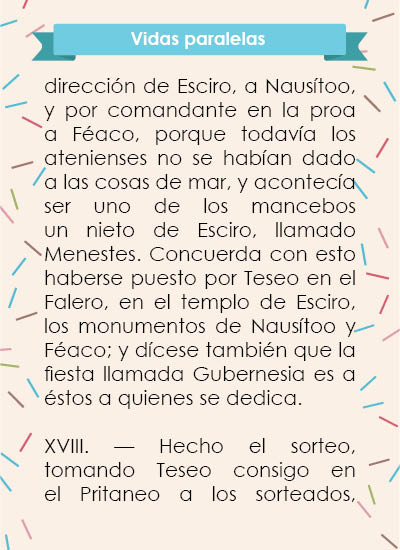 Vidas paralelas
dirección de Esciro, a Nausítoo,
y por comandante en la proa
a Féaco, porque todavía los
atenienses no se habían dado
a las cosas de mar, y acontecía
ser uno de los mancebos
un nieto de Esciro, llamado
Menestes. Concuerda con esto
haberse puesto por Teseo en el
Falero, en el templo de Esciro,
los monumentos de Nausítoo y
Féaco; y dícese también que la
fiesta llamada Gubernesia es a
éstos a quienes se dedica.
XVIII. — Hecho el sorteo,
tomando Teseo consigo en
el Pritaneo a los sorteados,